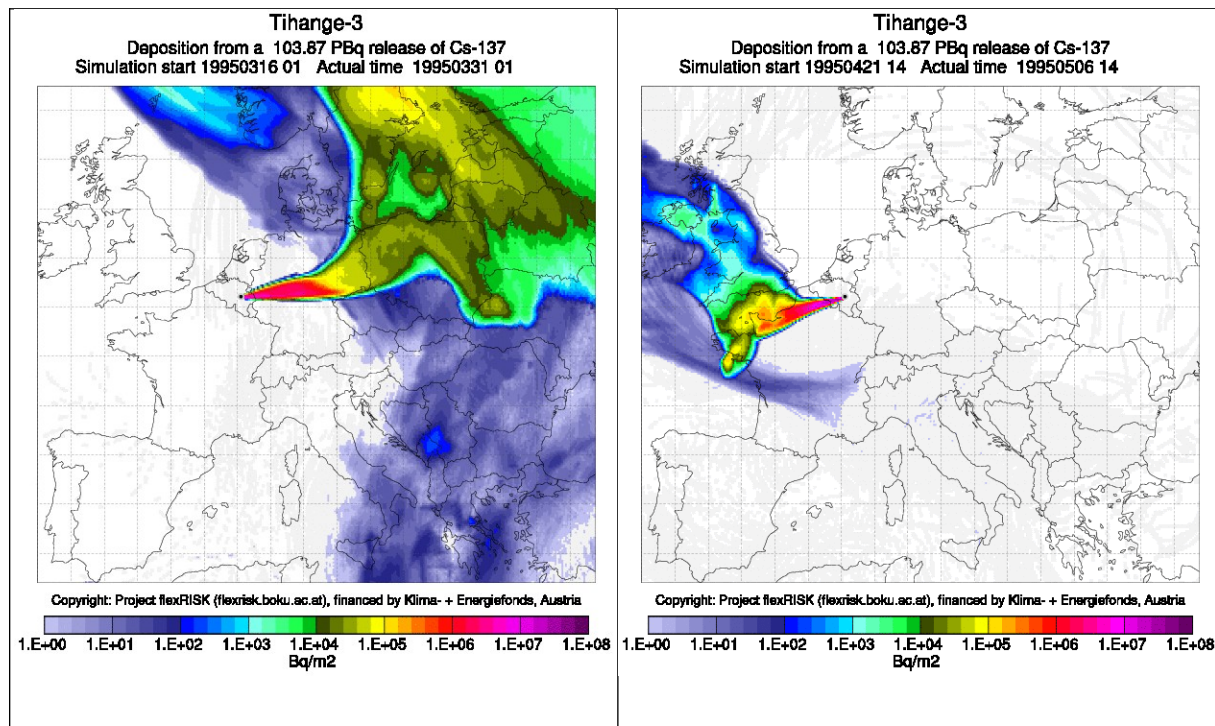 Tihange-3
Deposition from a 103.87 PBq release of Cs-137
Simulation start 19950316 01 Actual time 19950331 01
Copyright: Project flexRISK (flexrisk.boku.ac.at), financed by Klima- + Energiefonds, Austria
1.E+00 1.E+01 1.E+02 1.E+03 1.E+04 1.E+05 1.E+06 1.E+07 1.E+08
Bq/m2
Tihange-3
Deposition from a 103.87 PBq release of Cs-137
Simulation start 19950421 14 Actual time 19950506 14
Copyright: Project flexRISK (flexrisk.boku.ac.at), financed by Klima- + Energiefonds, Austria
1.E+00 1.E+01 1.E+02 1.E+03 1.E+04 1.E+05 1.E+06 1.E+07 1.E+08
Bq/m2